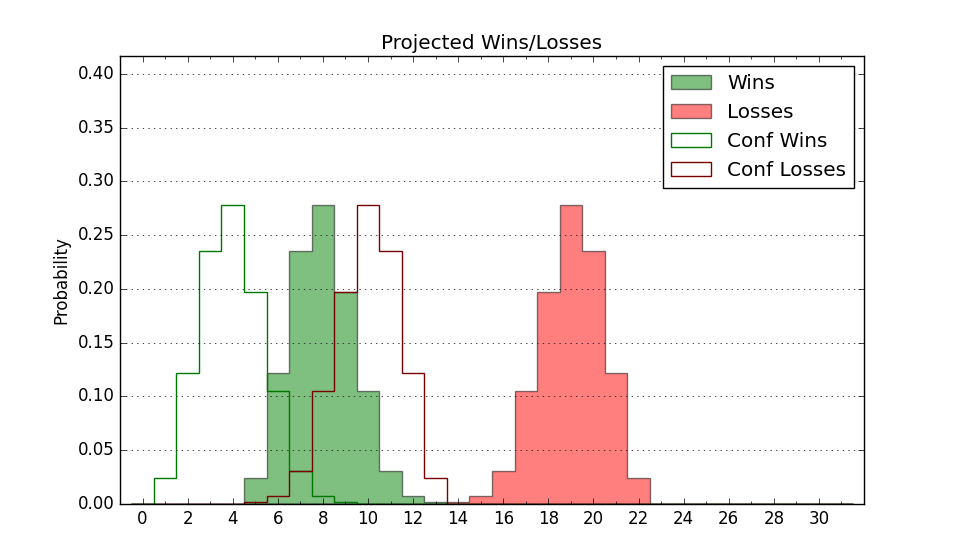 Projected Wins/Losses
0.40
0.35
0.30
0.25
0.20
0.15
0.10
0.05
0.00
Probability
Wins
Losses
Conf Wins
Conf Losses
0 2 4 6 8 10 12 14 16 18 20 22 24 26 28 30